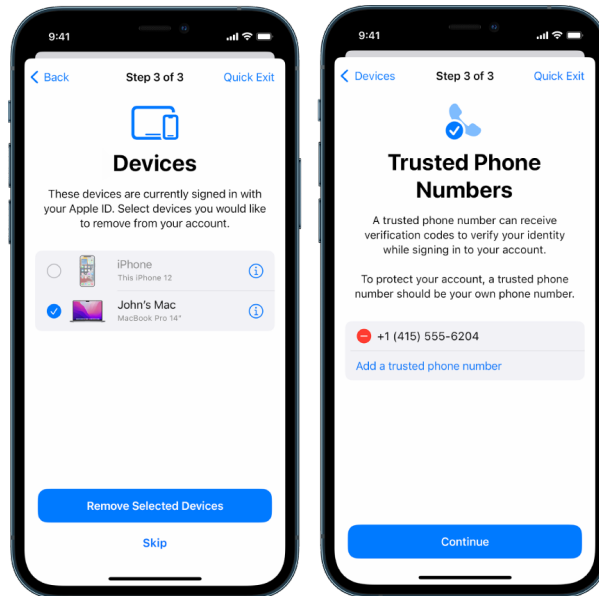 9:41
Back
Step 3 of 3
Quick Exit
Devices
These devices are currently signed in with
your Apple ID. Select devices you would like
to remove from your account.
iPhone
This iPhone 12
John's Mac
MacBook Pro 14"
Remove Selected Devices
Skip
9:41
Devices
Step 3 of 3
Quick Exit
Trusted Phone
Numbers
A trusted phone number can receive
verification codes to verify your identity
while signing in to your account.
To protect your account, a trusted phone
number should be your own phone number.
+1 (415) 555-6204
Add a trusted phone number
Continue